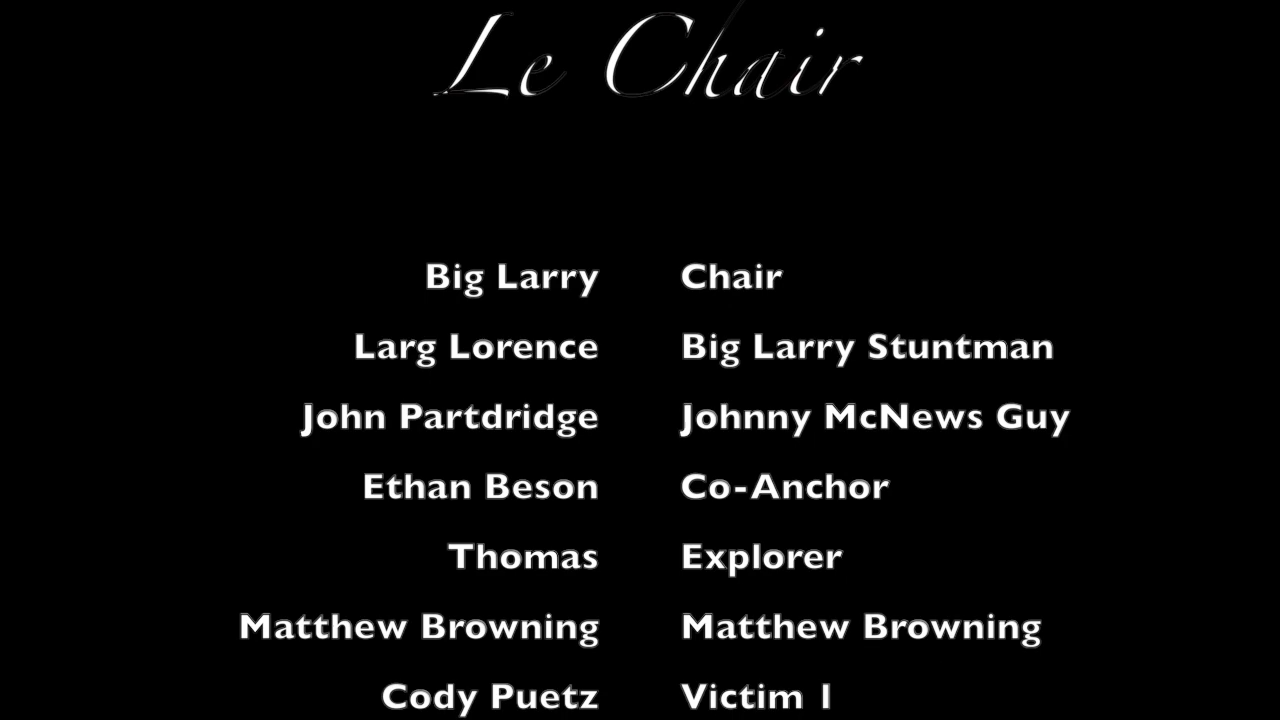 Le Chair
Big Larry Chair
Larg Lorence Big Larry Stuntman
John Partdridge Johnny McNews Guy
Ethan Beson Co-Anchor
Thomas Explorer
Matthew Browning Matthew Browning
Cody Puetz Victim 1